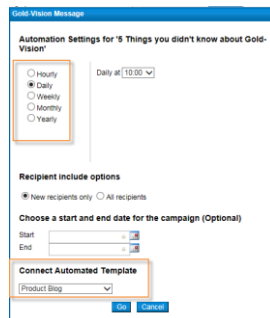 Gold-Vision Message
Automation Settings for '5 Things you didn't know about Gold-
Vision'
Hourly
Daily
Weekly
Monthly
Yearly
Daily at 10:00
Recipient include options
New recipients only All recipients
Choose a start and end date for the campaign (Optional)
Start
End
Connect Automated Template
Product Blog
Go Cancel